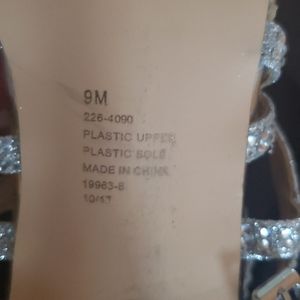 9M
226-4090
PLASTIC UPPER
PLASTIC SOLE
MADE IN CHINA
19963-8
10/17